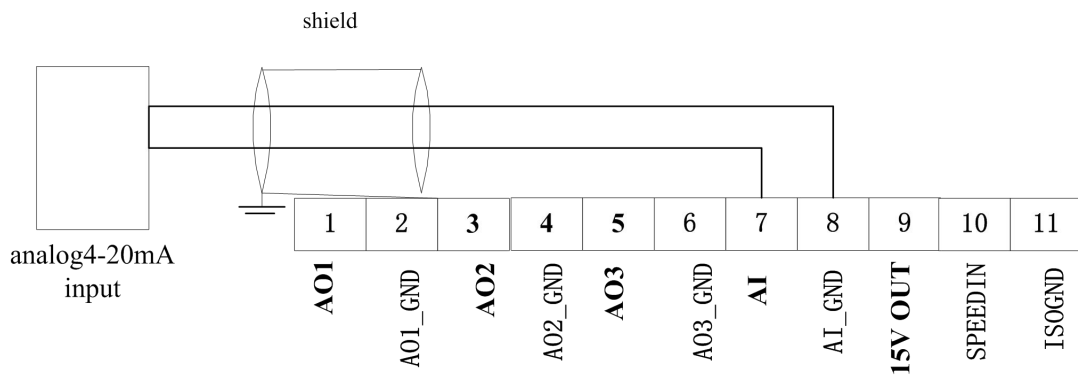 shield
analog4-20mA
input
1 2 3 4 5 6 7 8 9 10 11
AO1
AO1_GND
AO2
AO2_GND
AO3
AO3_GND
AI
AI_GND
15V OUT
SPEEDIN
ISOGND